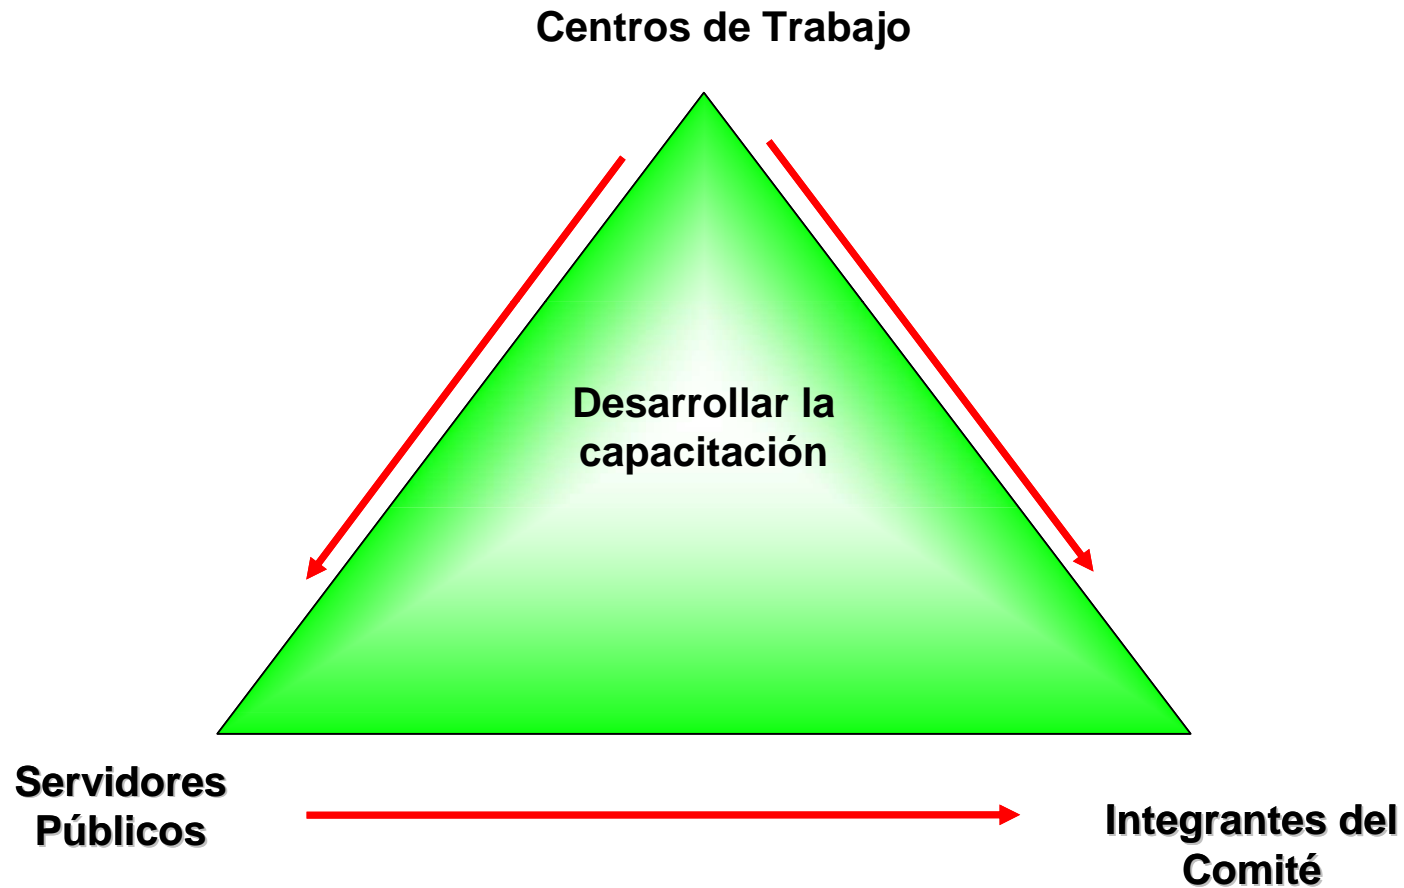 Centros de Trabajo
Desarrollar la
capacitación
Servidores
Públicos
Integrantes del
Comité